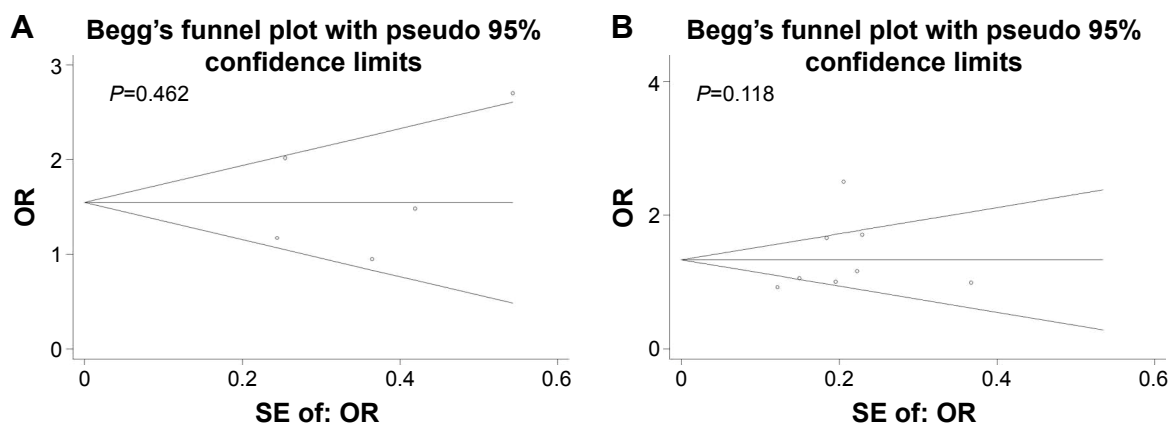 A
Begg's funnel plot with pseudo 95%
confidence limits
P=0.462
3
2
1
0
OR
0
0.2
0.4
0.6
SE of: OR
B
Begg's funnel plot with pseudo 95%
confidence limits
P=0.118
4
2
0
OR
0
0.2
0.4
0.6
SE of: OR